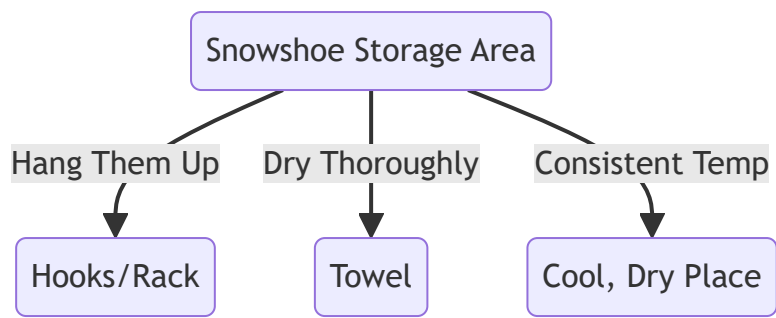 Snowshoe Storage Area
Hang Them Up
Dry Thoroughly
Consistent Temp
Hooks/Rack
Towel
Cool, Dry Place